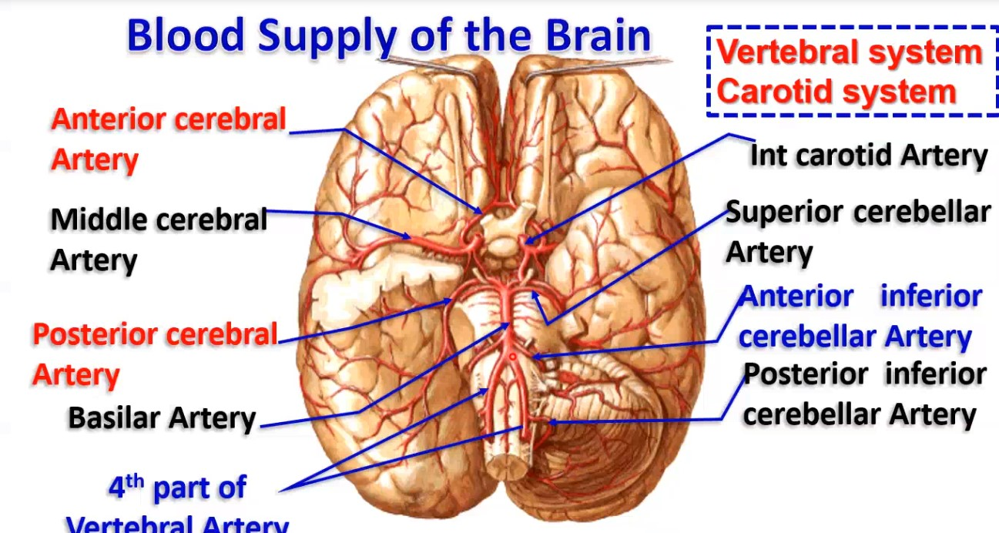 Blood Supply of the Brain
Vertebral system
Carotid system
Anterior cerebral
Artery
Middle cerebral
Artery
Posterior cerebral
Artery
Basilar Artery
4th part of
Vertebral Artery
Int carotid Artery
Superior cerebellar
Artery
Anterior inferior
cerebellar Artery
Posterior inferior
cerebellar Artery